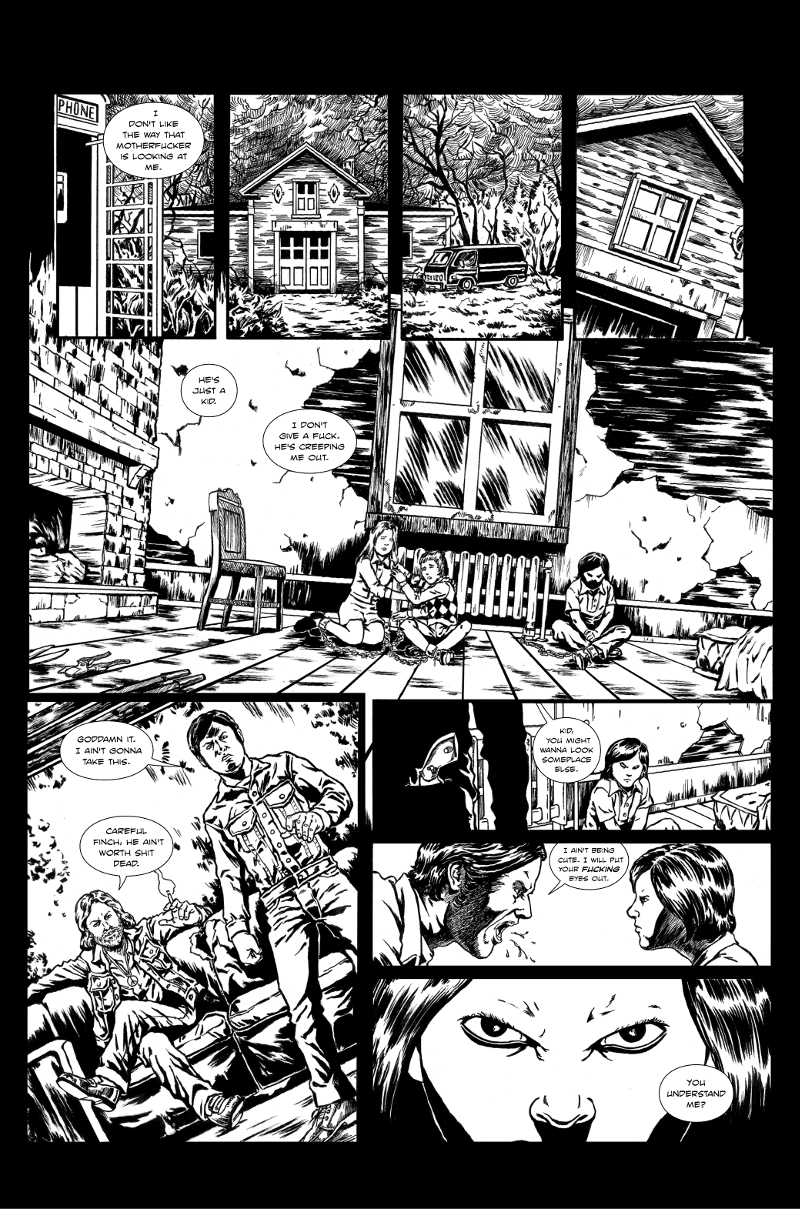 PHONE
I
DON'T LIKE
THE WAY THAT
MOTHERFUCKER
IS LOOKING AT
ME.
HE'S
JUST A
KID.
I DON'T
GIVE A FUCK.
HE'S CREEPING
ME OUT.
GODDAMN IT.
I AIN'T GONNA
TAKE THIS.
CAREFUL
FINCH, HE AIN'T
WORTH SHIT
DEAD.
KID,
YOU MIGHT
WANNA LOOK
SOMEPLACE
ELSE.
I AIN'T BEING
CUTE. I WILL PUT
YOUR FUCKING
EYES OUT.
YOU
UNDERSTAND
ME?